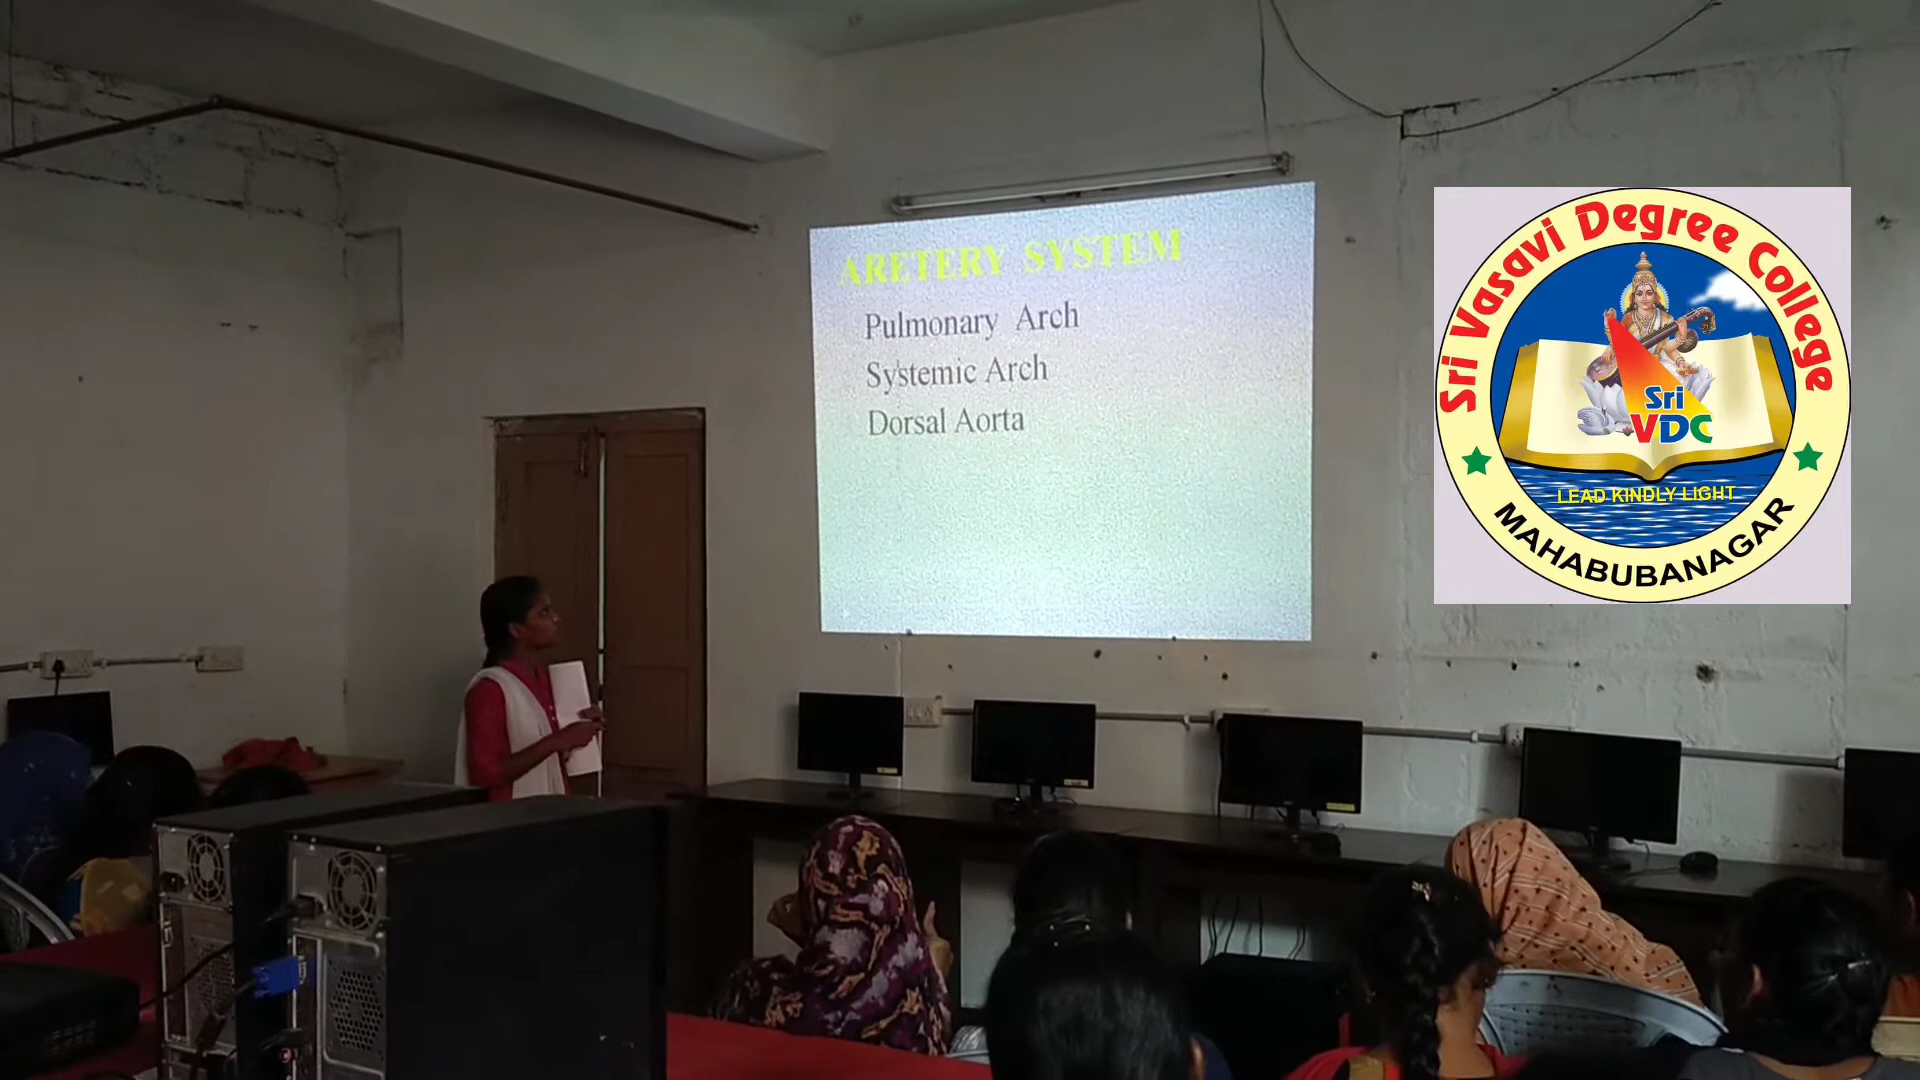 ARETERY SYSTEM
Pulmonary Arch
Systemic Arch
Dorsal Aorta
Sri Vasavi Degree College
Sri
VDC
LEAD KINDLY LIGHT
MAHABUBANAGAR